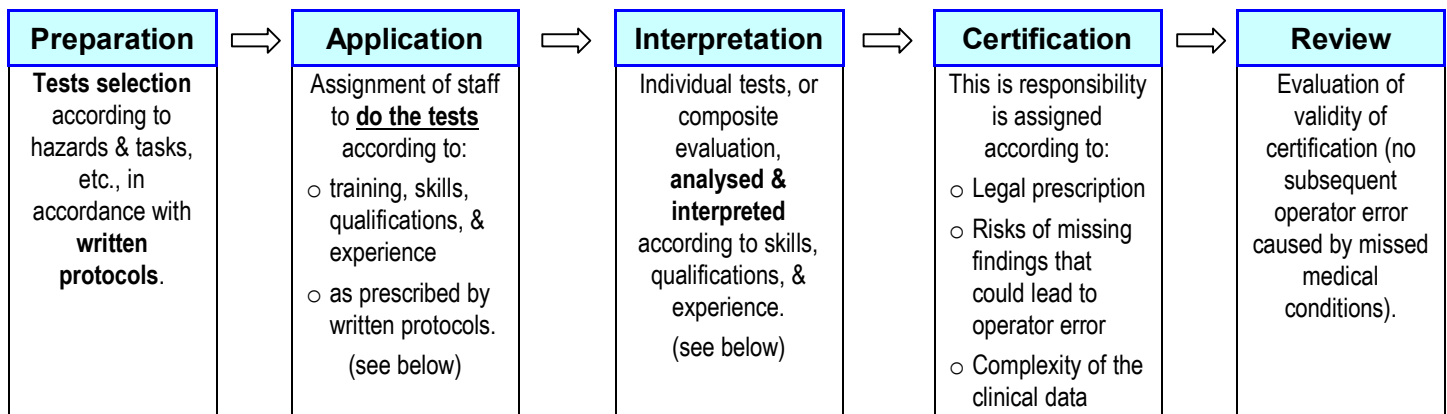 Preparation
Tests selection
according to
hazards & tasks,
etc., in
accordance with
written
protocols.
Application
Assignment of staff
to do the tests
according to:
o training, skills,
qualifications, &
experience
o as prescribed by
written protocols.
(see below)
Interpretation
Individual tests, or
composite
evaluation,
analysed &
interpreted
according to skills,
qualifications, &
experience.
(see below)
Certification
This is responsibility
is assigned
according to:
o Legal prescription
o Risks of missing
findings that
could lead to
operator error
o Complexity of the
clinical data
Review
Evaluation of
validity of
certification (no
subsequent
operator error
caused by missed
medical
conditions).